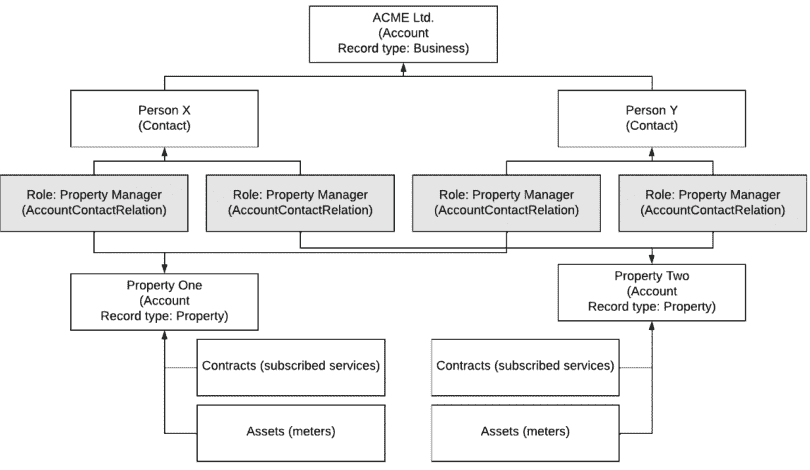 ACME Ltd.
(Account
Record type: Business)
Person X
(Contact)
Person Y
(Contact)
Role: Property Manager
(AccountContactRelation)
Role: Property Manager
(AccountContactRelation)
Role: Property Manager
(AccountContactRelation)
Role: Property Manager
(AccountContactRelation)
Property One
(Account
Record type: Property)
Property Two
(Account
Record type: Property)
Contracts (subscribed services)
Contracts (subscribed services)
Assets (meters)
Assets (meters)